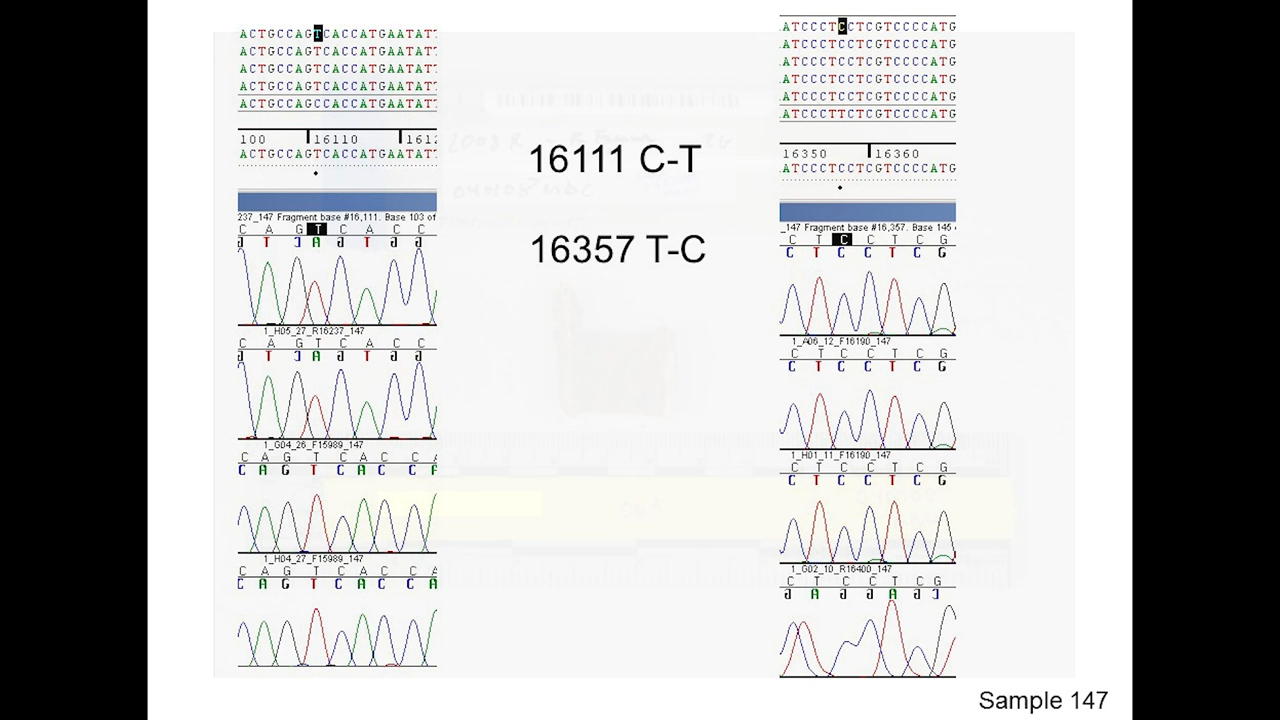 ACTGCCAGTCACCATGAATAT
ACTGCCAGTCACCATGAATAT
ACTGCCAGTCACCATGAATAT
ACTGCCAGTCACCATGAATAT
ACTGCCAGCCACCATGAATAT
100 16110 1612
ACTGCCAGTCACCATGAATAT
237_147 Fragment base #16,111. Base 103 of
C A G T C A C C
g T C A g T g g
1_H05_27_R16237_147
C A G T C A C C
g T C A g T g g
1_G04_26_F15989_147
C A G T C A C C A
C A G T C A C C A
1_H04_27_F15989_147
C A G T C A C C A
C A G T C A C C A
16111 C-T
16357 T-C
ATCCCTCCTCGTCCCCATG
ATCCCTCCTCGTCCCCATG
ATCCCTCCTCGTCCCCATG
ATCCCTCCTCGTCCCCATG
ATCCCTCCTCGTCCCCATG
ATCCCTTCTCGTCCCCATG
16350 16360
ATCCCTCCTCGTCCCCATG
_147 Fragment base #16,357. Base 145
C T C C T C G
C T C C T C G
1_A06_12_F16190_147
C T C C T C G
C T C C T C G
1_H01_11_F16190_147
C T C C T C G
C T C C T C G
1_G02_10_R16400_147
C T C C T C G
g A g g A g C
Sample 147